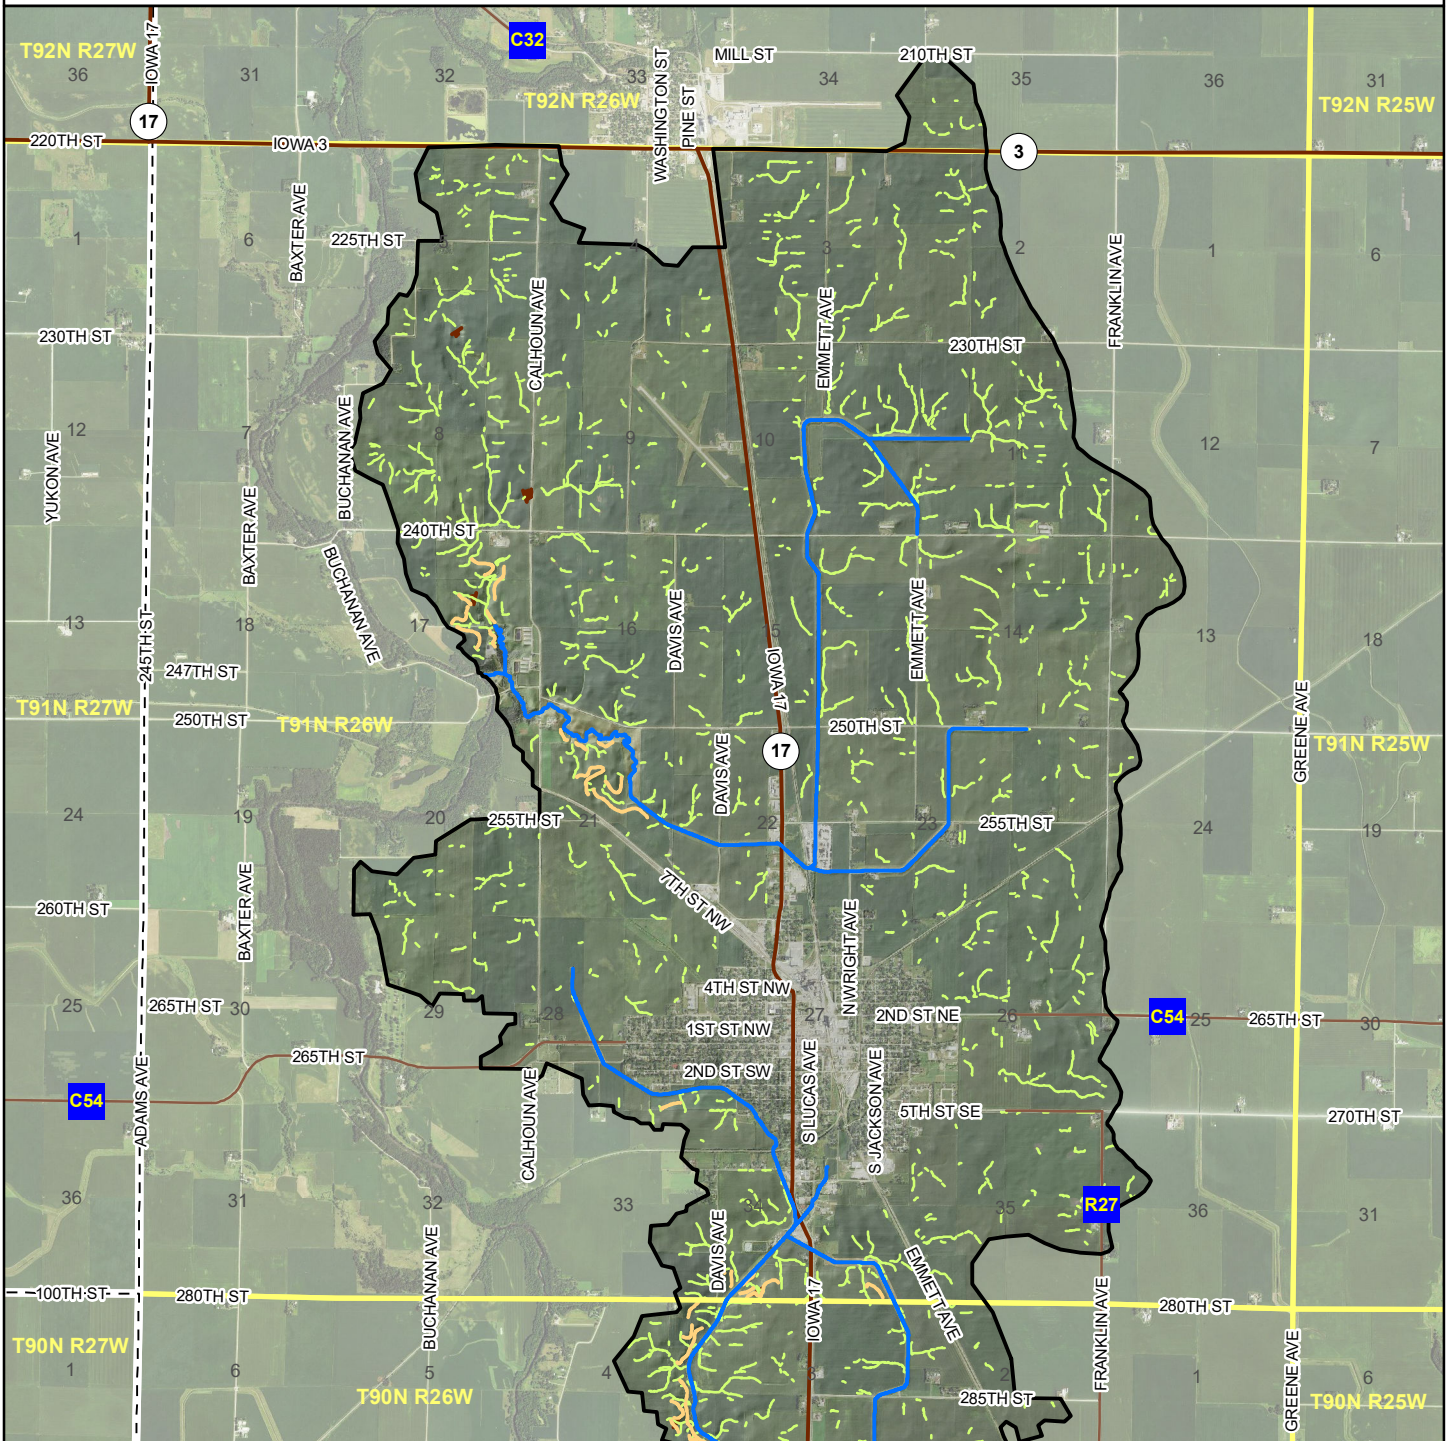 C32
T92N R27W
36
IOWA 17
31
32
33
WASHINGTON ST
MILL ST
34
210TH ST
35
36
31
T92N R26W
PINE ST
T92N R25W
17
220TH ST
IOWA 3
3
1
6
BAXTER AVE
225TH ST
5
4
3
2
FRANKLIN AVE
1
6
230TH ST
CALHOUN AVE
EMMETT AVE
230TH ST
12
YUKON AVE
7
BUCHANAN AVE
8
9
10
11
12
7
BAXTER AVE
240TH ST
BUCHANAN AVE
13
245TH ST
18
17
16
DAVIS AVE
5
EMMETT AVE
14
13
18
247TH ST
IOWA 17
T91N R27W
250TH ST
T91N R26W
250TH ST
17
DAVIS AVE
GREENE AVE
T91N R25W
24
19
20
255TH ST
21
22
23
255TH ST
24
19
260TH ST
BAXTER AVE
7TH ST NW
N WRIGHT AVE
4TH ST NW
25
265TH ST
30
29
28
1ST ST NW
27
2ND ST NE
26
C54
25
265TH ST
30
265TH ST
2ND ST SW
S LUCAS AVE
S JACKSON AVE
C54
ADAMS AVE
CALHOUN AVE
5TH ST SE
270TH ST
36
31
32
33
34
35
R27
36
31
BUCHANAN AVE
DAVIS AVE
EMMETT AVE
100TH ST
280TH ST
IOWA 17
FRANKLIN AVE
280TH ST
GREENE AVE
T90N R27W
1
6
5
4
3
2
1
6
T90N R26W
285TH ST
T90N R25W